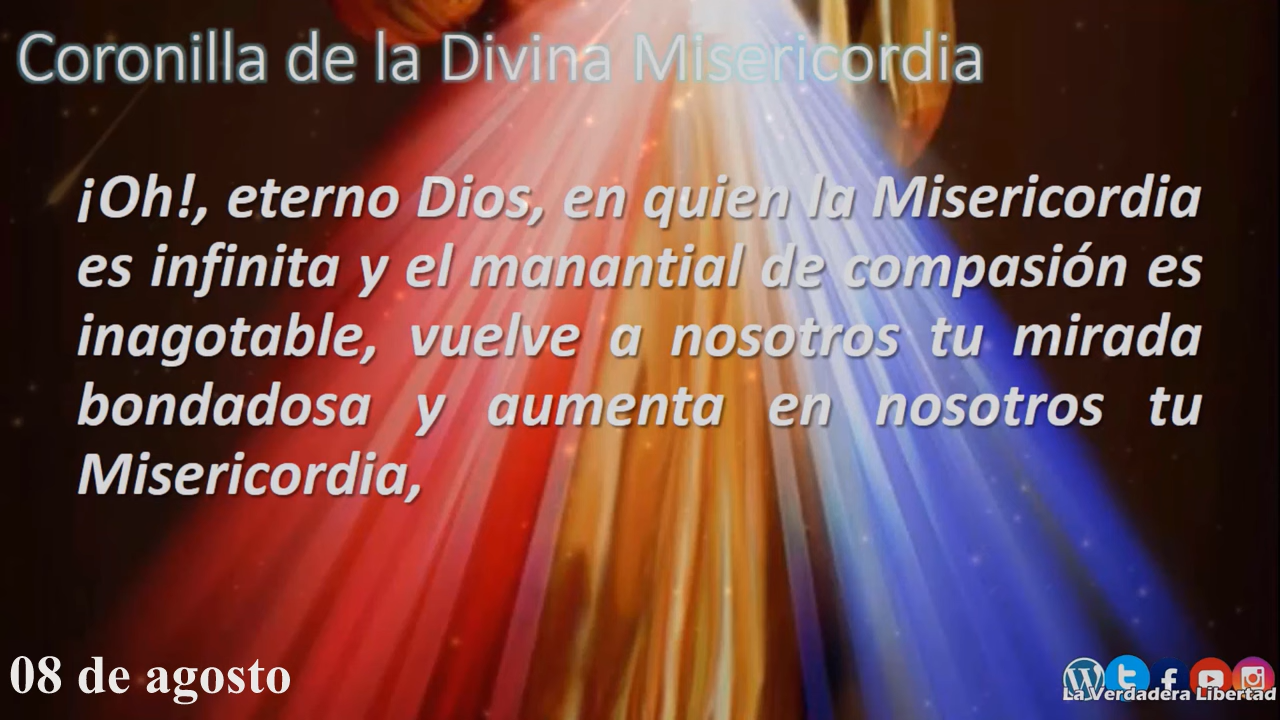 Coronilla de la Divina Misericordia
¡Oh!, eterno Dios, en quien la Misericordia
es infinita y el manantial de compasión es
inagotable, vuelve a nosotros tu mirada
bondadosa y aumenta en nosotros tu
Misericordia,
08 de agosto
La Verdadera Libertad